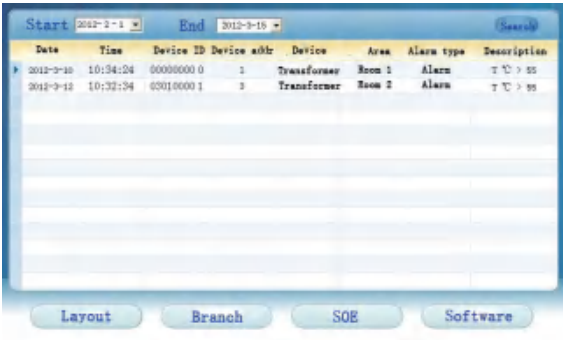 Start 2012-2-1 End 2012-3-15 Search
Date Time Device ID Device addr Device Area Alarm type Description
2012-3-10 10:34:24 00000000 0 1 Transformer Room 1 Alarm T ℃ > 55
2012-3-12 10:32:34 03010000 1 3 Transformer Room 2 Alarm T ℃ > 55
Layout Branch SOE Software